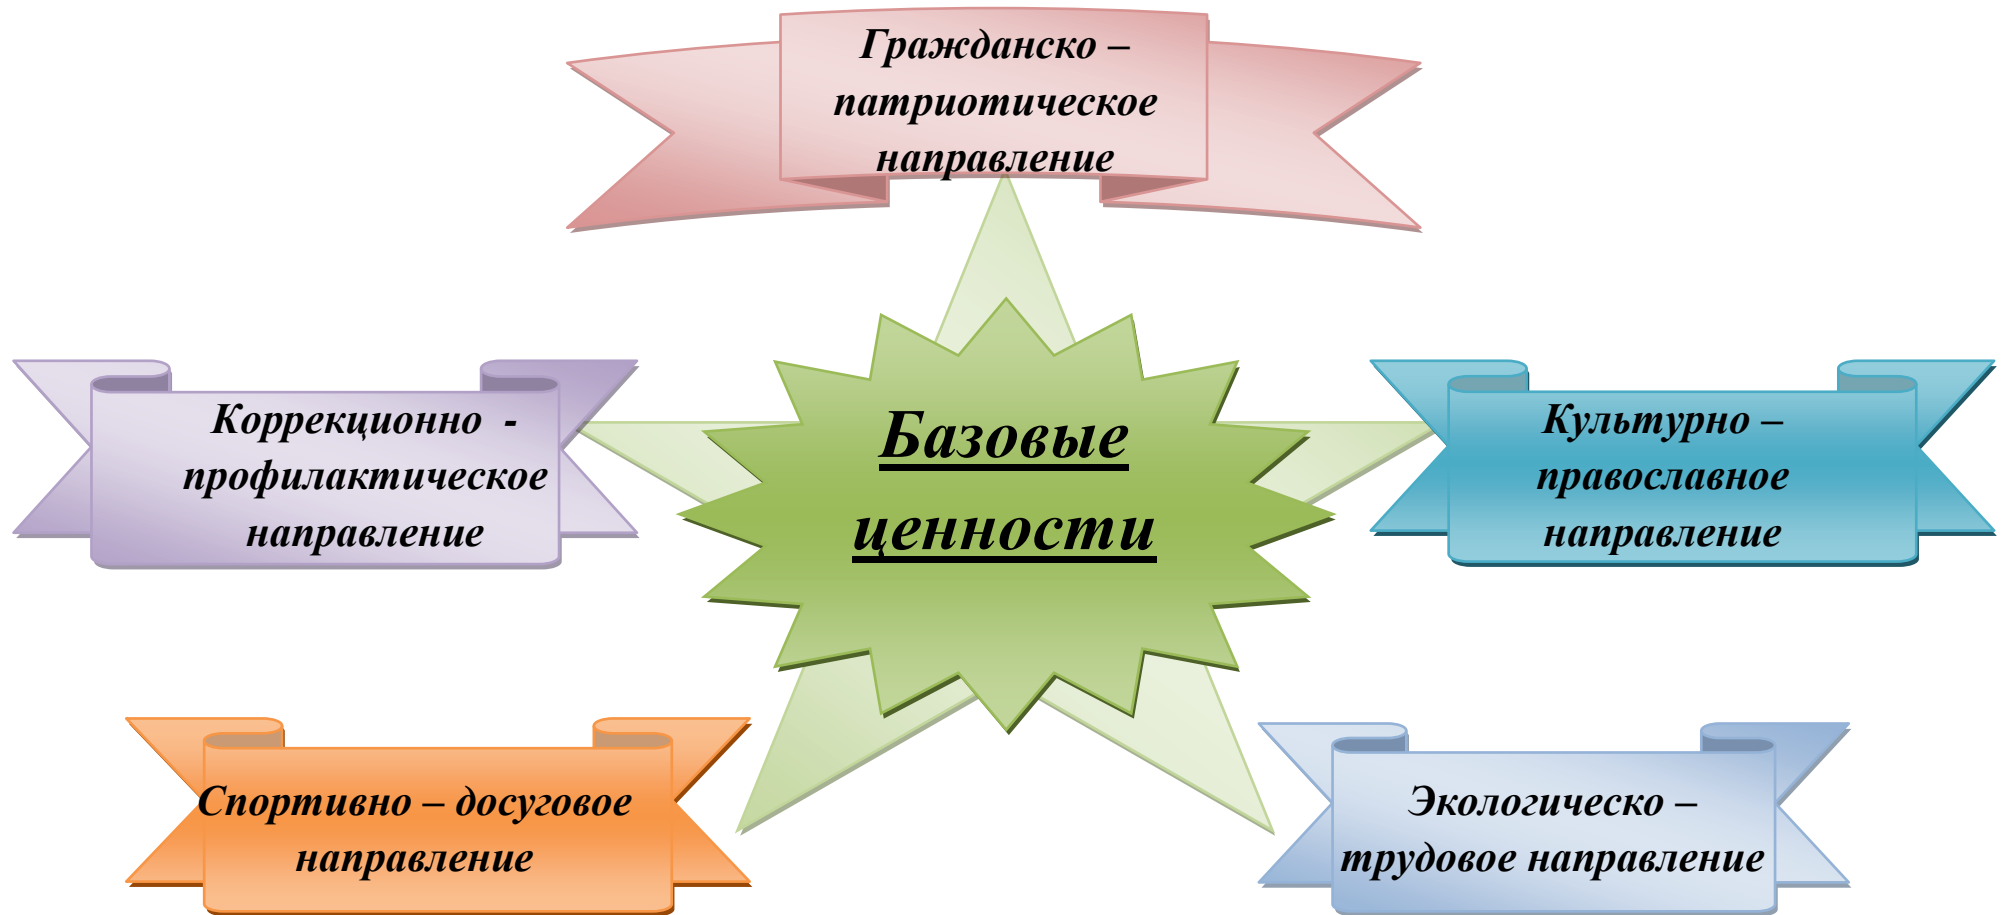 Гражданско –
патриотическое
направление
Коррекционно -
профилактическое
направление
Базовые
ценности
Культурно –
православное
направление
Спортивно – досуговое
направление
Экологическо –
трудовое направление